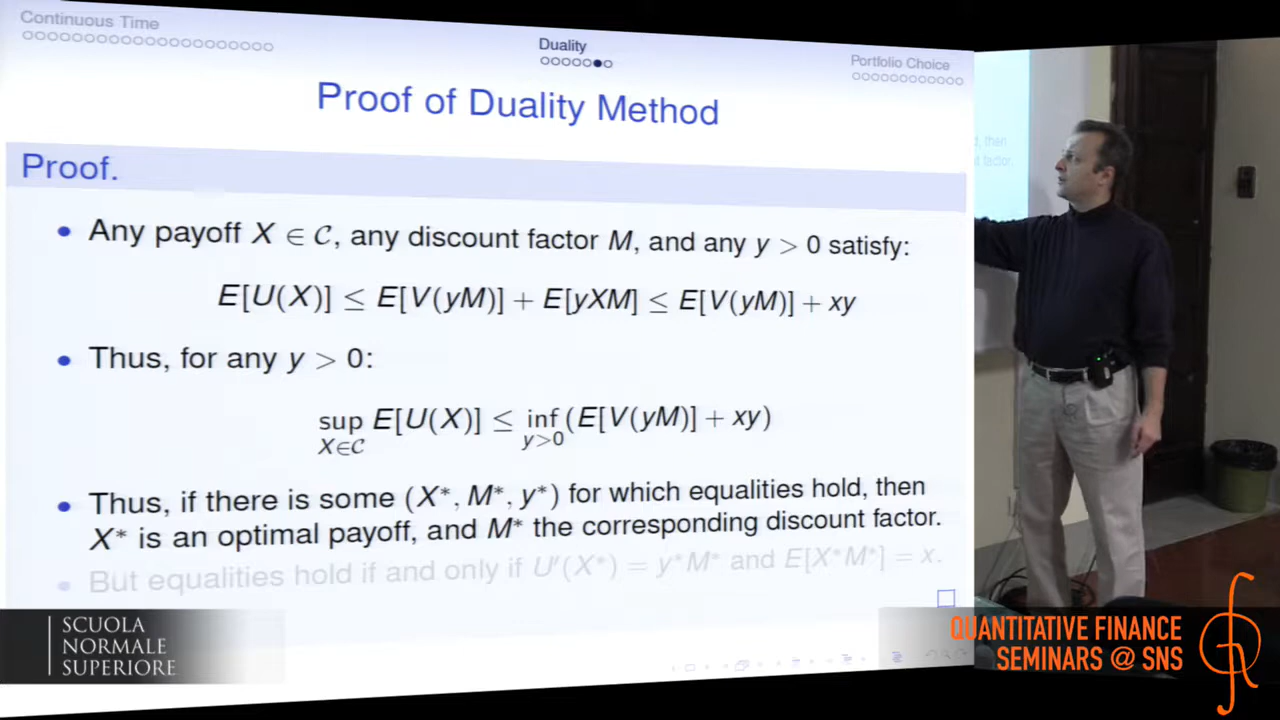 Continuous Time
Duality
Portfolio Choice
Proof of Duality Method
Proof.
• Any payoff X ∈ 𝒞, any discount factor M, and any y > 0 satisfy:
E[U(X)] ≤ E[V(yM)] + E[yXM] ≤ E[V(yM)] + xy
• Thus, for any y > 0:
sup E[U(X)] ≤ inf (E[V(yM)] + xy)
X∈𝒞 y>0
• Thus, if there is some (X*, M*, y*) for which equalities hold, then
X* is an optimal payoff, and M* the corresponding discount factor.
• But equalities hold if and only if U′(X*) = y*M* and E[X*M*] = x.
, then
t factor.
SCUOLA
NORMALE
SUPERIORE
QUANTITATIVE FINANCE
SEMINARS @ SNS